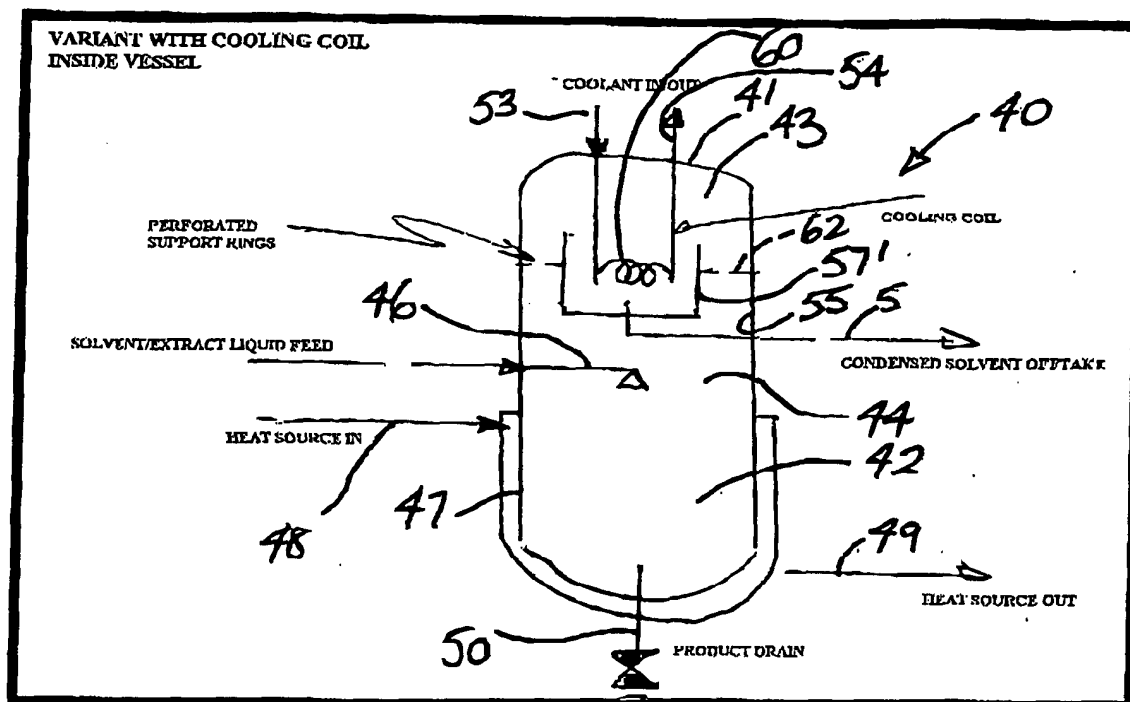 VARIANT WITH COOLING COIL
INSIDE VESSEL
60
COOLANT IN/OUT
54
53
41
43
40
PERFORATED
SUPPORT RINGS
COOLING COIL
62
57'
46
55
5
SOLVENT/EXTRACT LIQUID FEED
CONDENSED SOLVENT OFFTAKE
44
HEAT SOURCE IN
42
47
48
49
HEAT SOURCE OUT
50
PRODUCT DRAIN